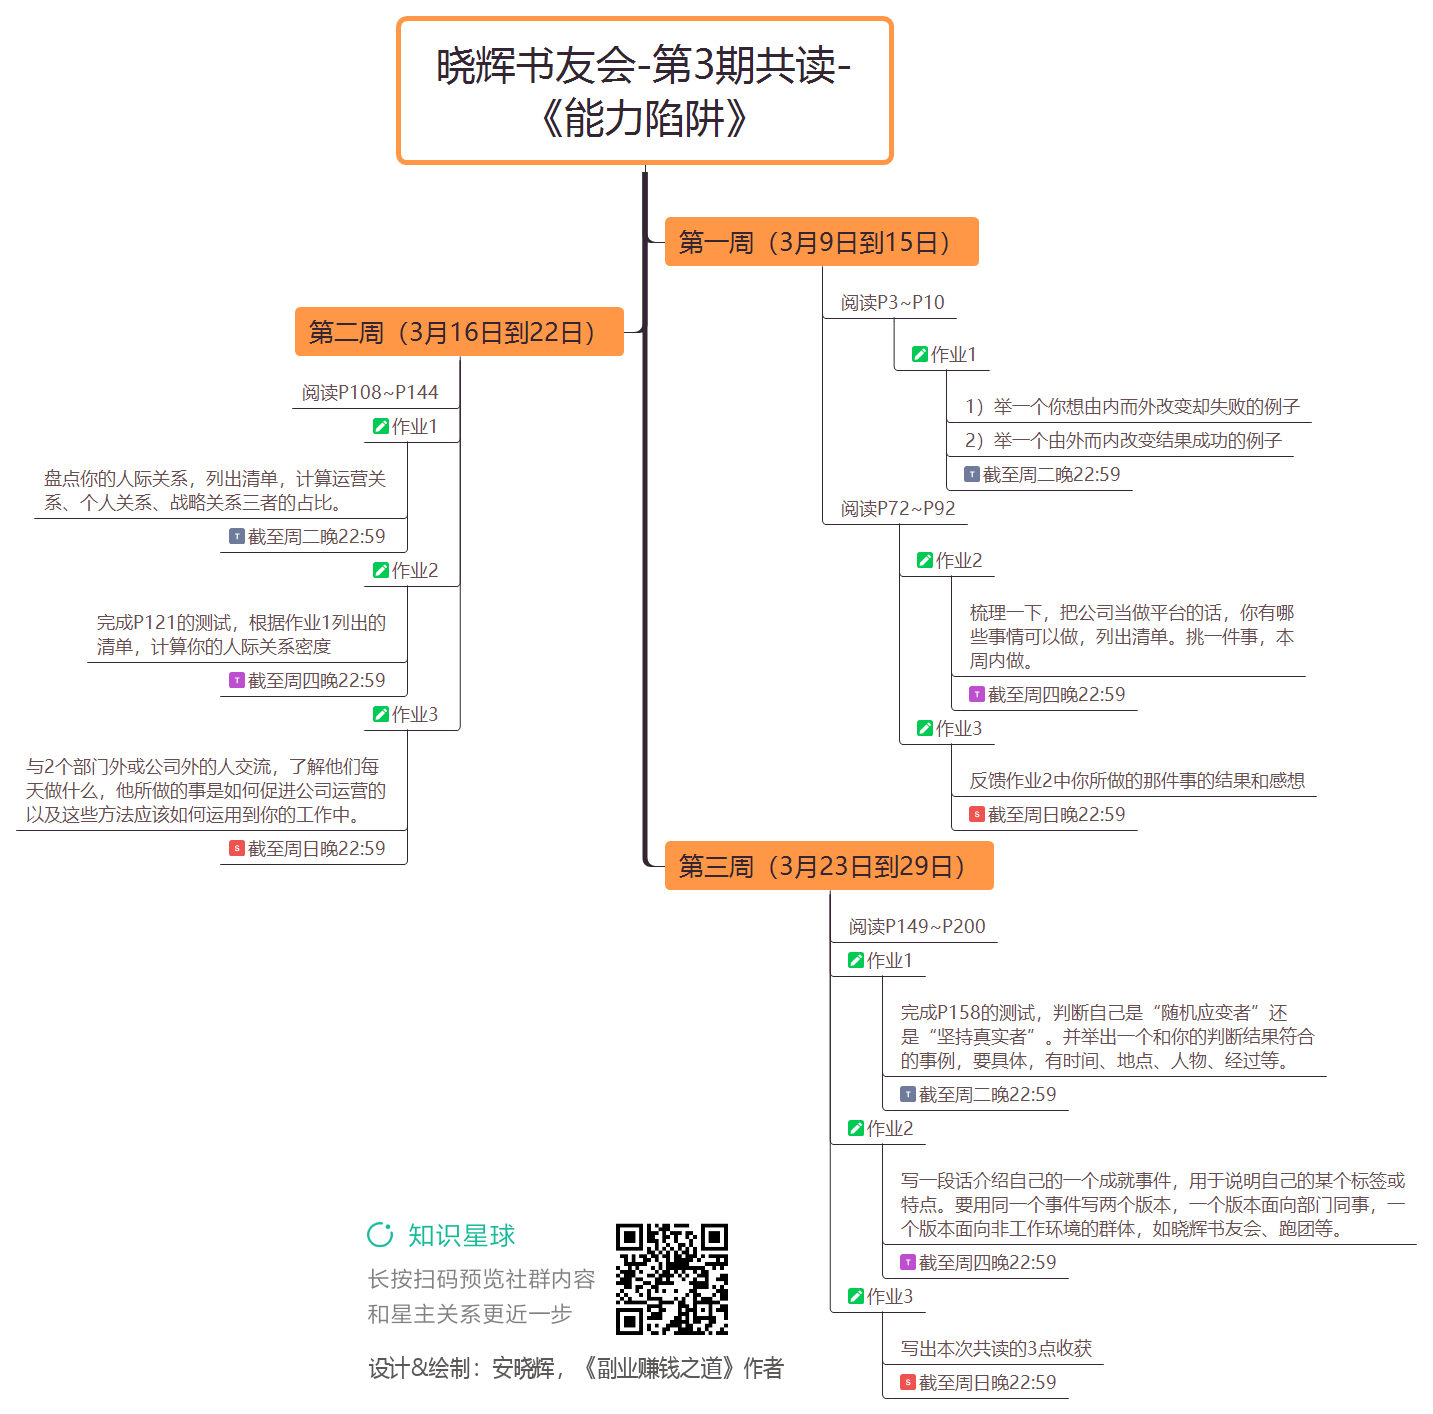 晓辉书友会-第3期共读-
《能力陷阱》
第一周（3月9日到15日）
阅读P3~P10
作业1
1）举一个你想由内而外改变却失败的例子
2）举一个由外而内改变结果成功的例子
T 截至周二晚22:59
阅读P72~P92
作业2
梳理一下，把公司当做平台的话，你有哪
些事情可以做，列出清单。挑一件事，本
周内做。
T 截至周四晚22:59
作业3
反馈作业2中你所做的那件事的结果和感想
S 截至周日晚22:59
第二周（3月16日到22日）
阅读P108~P144
作业1
盘点你的人际关系，列出清单，计算运营关
系、个人关系、战略关系三者的占比。
T 截至周二晚22:59
作业2
完成P121的测试，根据作业1列出的
清单，计算你的人际关系密度
T 截至周四晚22:59
作业3
与2个部门外或公司外的人交流，了解他们每
天做什么，他所做的事是如何促进公司运营的
以及这些方法应该如何运用到你的工作中。
S 截至周日晚22:59
第三周（3月23日到29日）
阅读P149~P200
作业1
完成P158的测试，判断自己是“随机应变者”还
是“坚持真实者”。并举出一个和你的判断结果符合
的事例，要具体，有时间、地点、人物、经过等。
T 截至周二晚22:59
作业2
写一段话介绍自己的一个成就事件，用于说明自己的某个标签或
特点。要用同一个事件写两个版本，一个版本面向部门同事，一
个版本面向非工作环境的群体，如晓辉书友会、跑团等。
T 截至周四晚22:59
作业3
写出本次共读的3点收获
S 截至周日晚22:59
知识星球
长按扫码预览社群内容
和星主关系更近一步
设计&绘制：安晓辉，《副业赚钱之道》作者